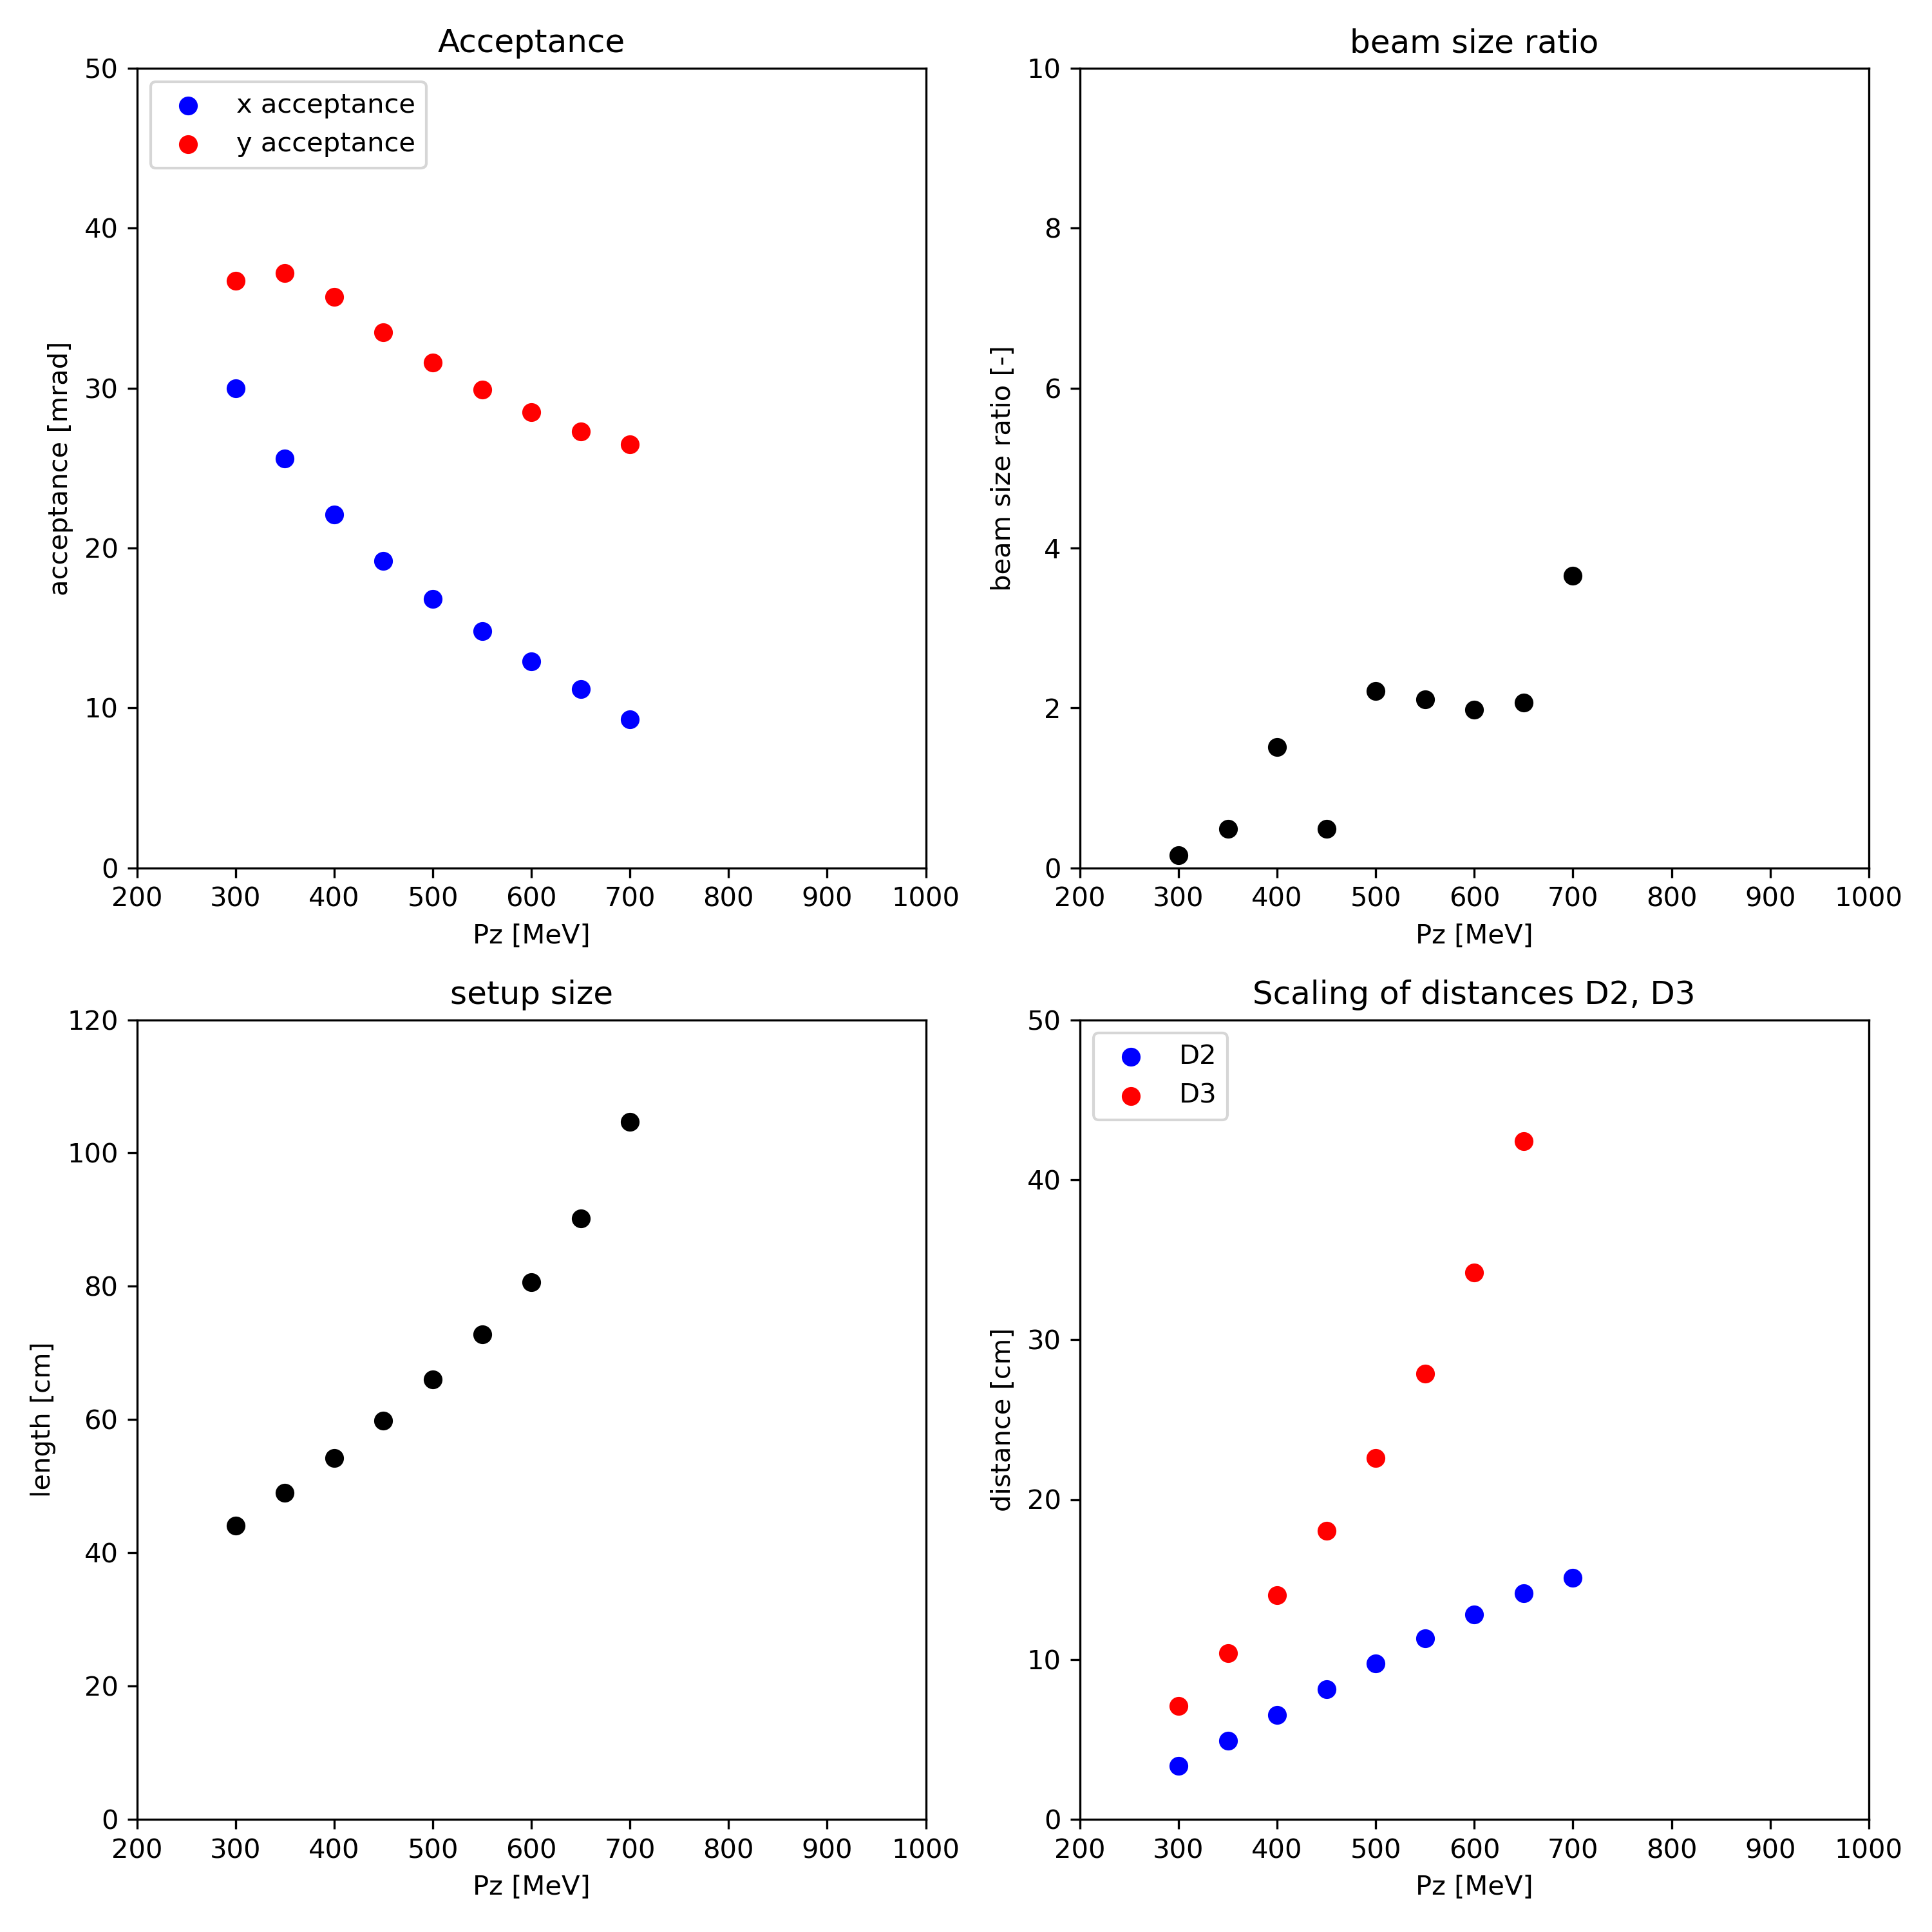 Acceptance
50
40
30
20
10
0
acceptance [mrad]
x acceptance
y acceptance
200 300 400 500 600 700 800 900 1000
Pz [MeV]
beam size ratio
10
8
6
4
2
0
beam size ratio [-]
200 300 400 500 600 700 800 900 1000
Pz [MeV]
setup size
120
100
80
60
40
20
0
length [cm]
200 300 400 500 600 700 800 900 1000
Pz [MeV]
Scaling of distances D2, D3
50
40
30
20
10
0
distance [cm]
D2
D3
200 300 400 500 600 700 800 900 1000
Pz [MeV]